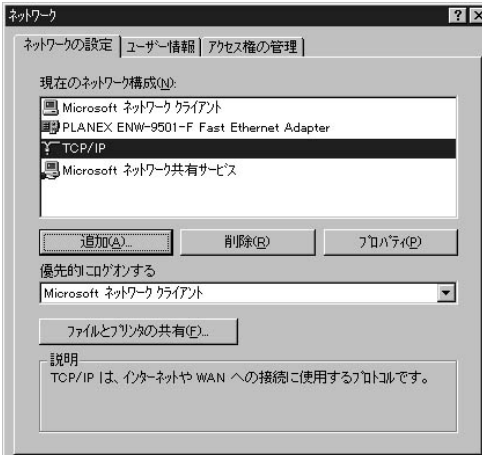 ネットワーク
ネットワークの設定 ユーザー情報 アクセス権の管理
現在のネットワーク構成(N):
Microsoft ネットワーク クライアント
PLANEX ENW-9501-F Fast Ethernet Adapter
TCP/IP
Microsoft ネットワーク共有サービス
追加(A)... 削除(R) プロパティ(P)
優先的にログオンする
Microsoft ネットワーク クライアント
ファイルとプリンタの共有(F)...
説明
TCP/IP は、インターネットや WAN への接続に使用するプロトコルです。